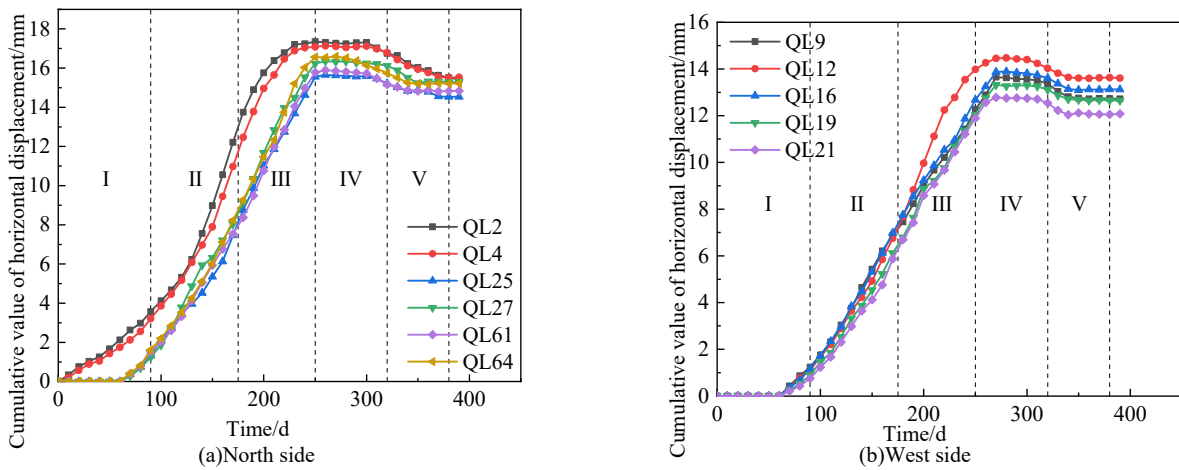 Cumulative value of horizontal displacement/mm
18
16
14
12
10
8
6
4
2
0
I
II
III
IV
V
QL2
QL4
QL25
QL27
QL61
QL64
0
100
200
300
400
Time/d
(a)North side
Cumulative value of horizontal displacement/mm
16
14
12
10
8
6
4
2
0
QL9
QL12
QL16
QL19
QL21
I
II
III
IV
V
0
100
200
300
400
Time/d
(b)West side